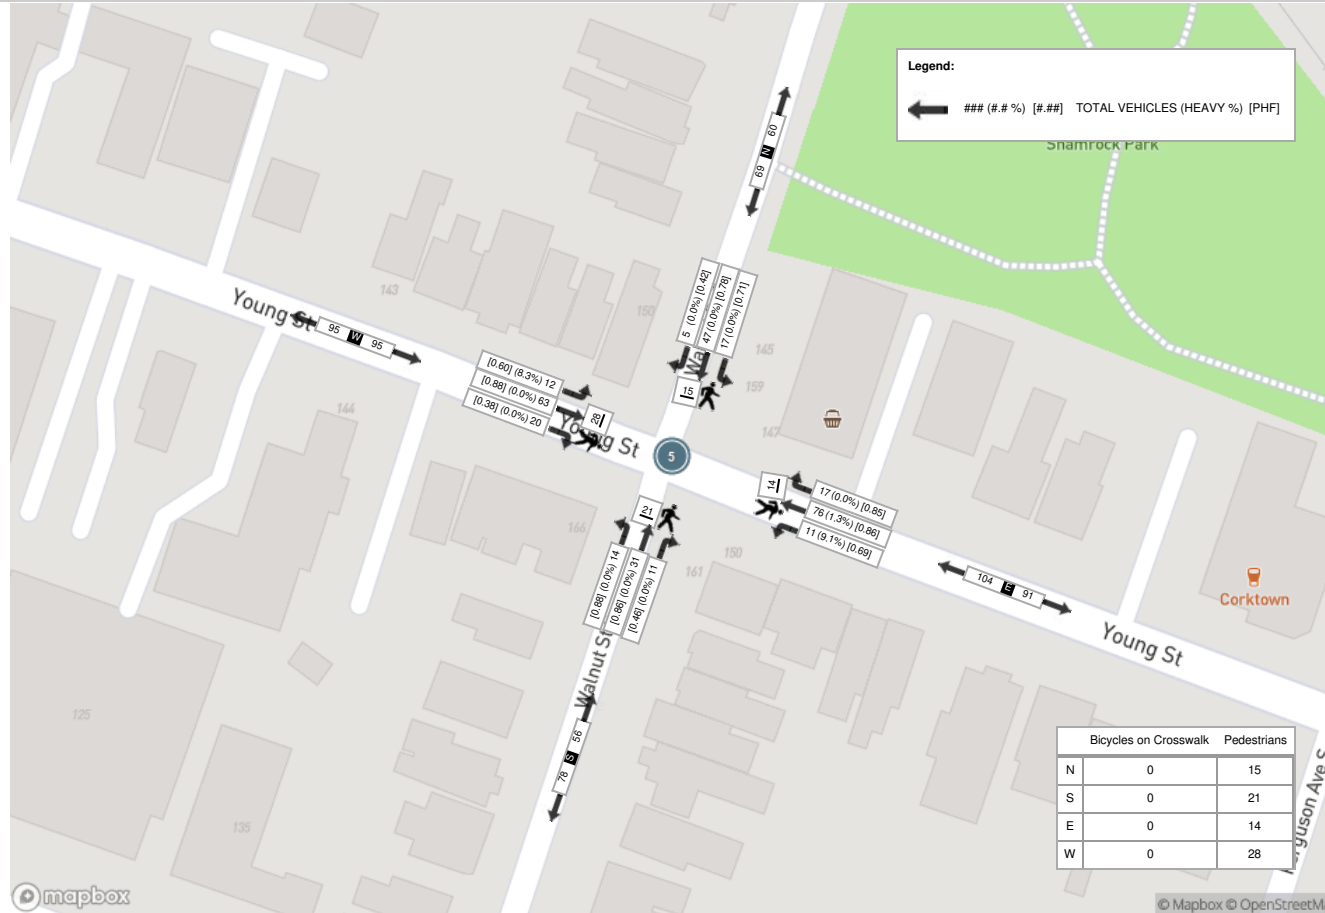 Legend:
### (#.# %) [#.##] TOTAL VEHICLES (HEAVY %) [PHF]
Shamrock Park
69 N 60
5 (0.0%) [0.42]
47 (0.0%) [0.78]
17 (0.0%) [0.71]
Wa
15
143
150
145
159
147
Young St
95 W 95
[0.60] (8.3%) 12
[0.88] (0.0%) 63
[0.38] (0.0%) 20
28
Young St
5
144
14
17 (0.0%) [0.85]
76 (1.3%) [0.86]
11 (9.1%) [0.69]
21
166
150
161
[0.88] (0.0%) 14
[0.86] (0.0%) 31
[0.46] (0.0%) 11
104 E 91
Corktown
Young St
Walnut St
78 S 56
125
135
Bicycles on Crosswalk Pedestrians
N 0 15
S 0 21
E 0 14
W 0 28
rguson Ave S
mapbox
© Mapbox © OpenStreetM